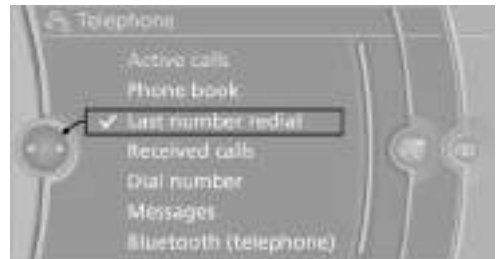 Telephone
Active calls
Phone book
Last number redial
Received calls
Dial number
Messages
Bluetooth (telephone)